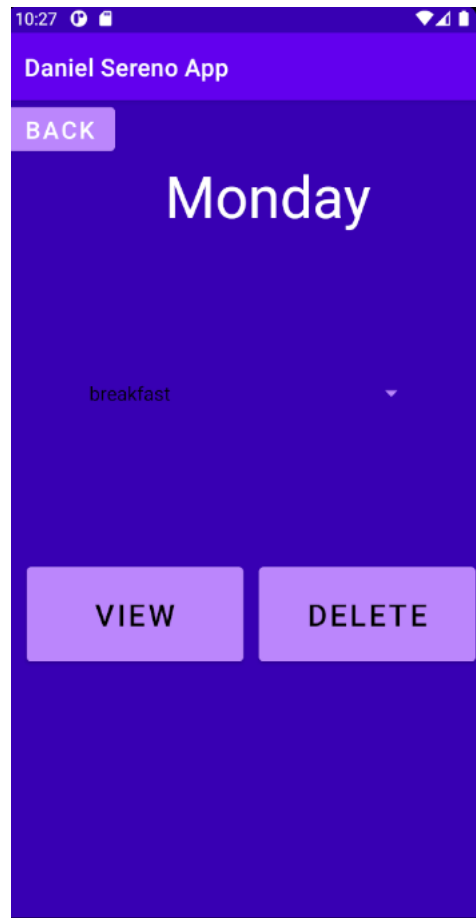 10:27
Daniel Sereno App
BACK
Monday
breakfast
VIEW DELETE